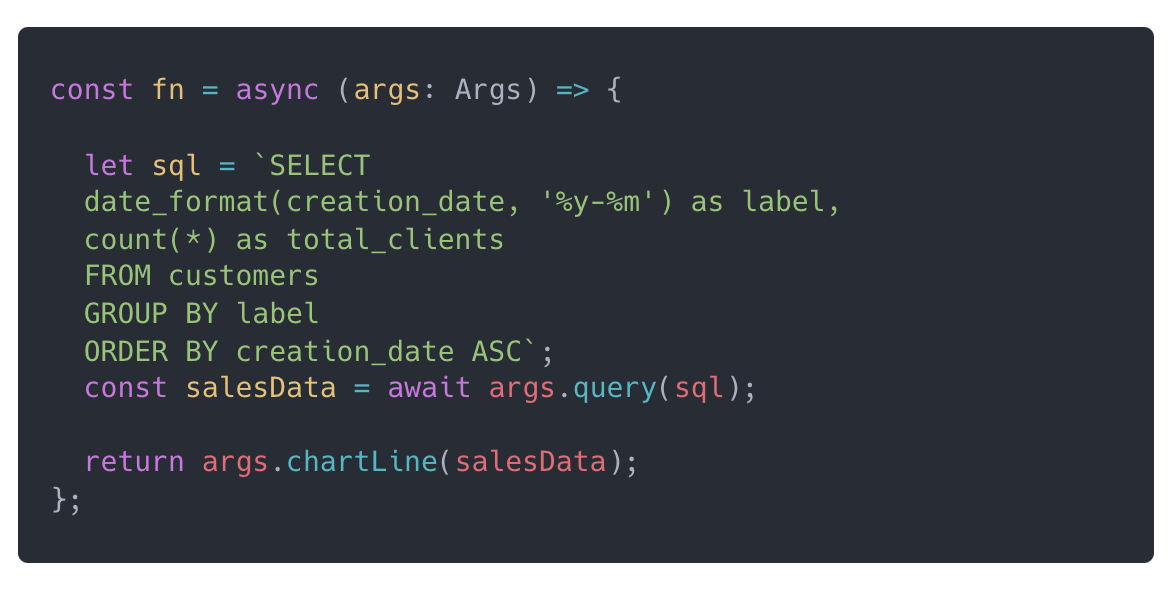 const fn = async (args: Args) => {
let sql = `SELECT
date_format(creation_date, '%y-%m') as label,
count(*) as total_clients
FROM customers
GROUP BY label
ORDER BY creation_date ASC`;
const salesData = await args.query(sql);
return args.chartLine(salesData);
};